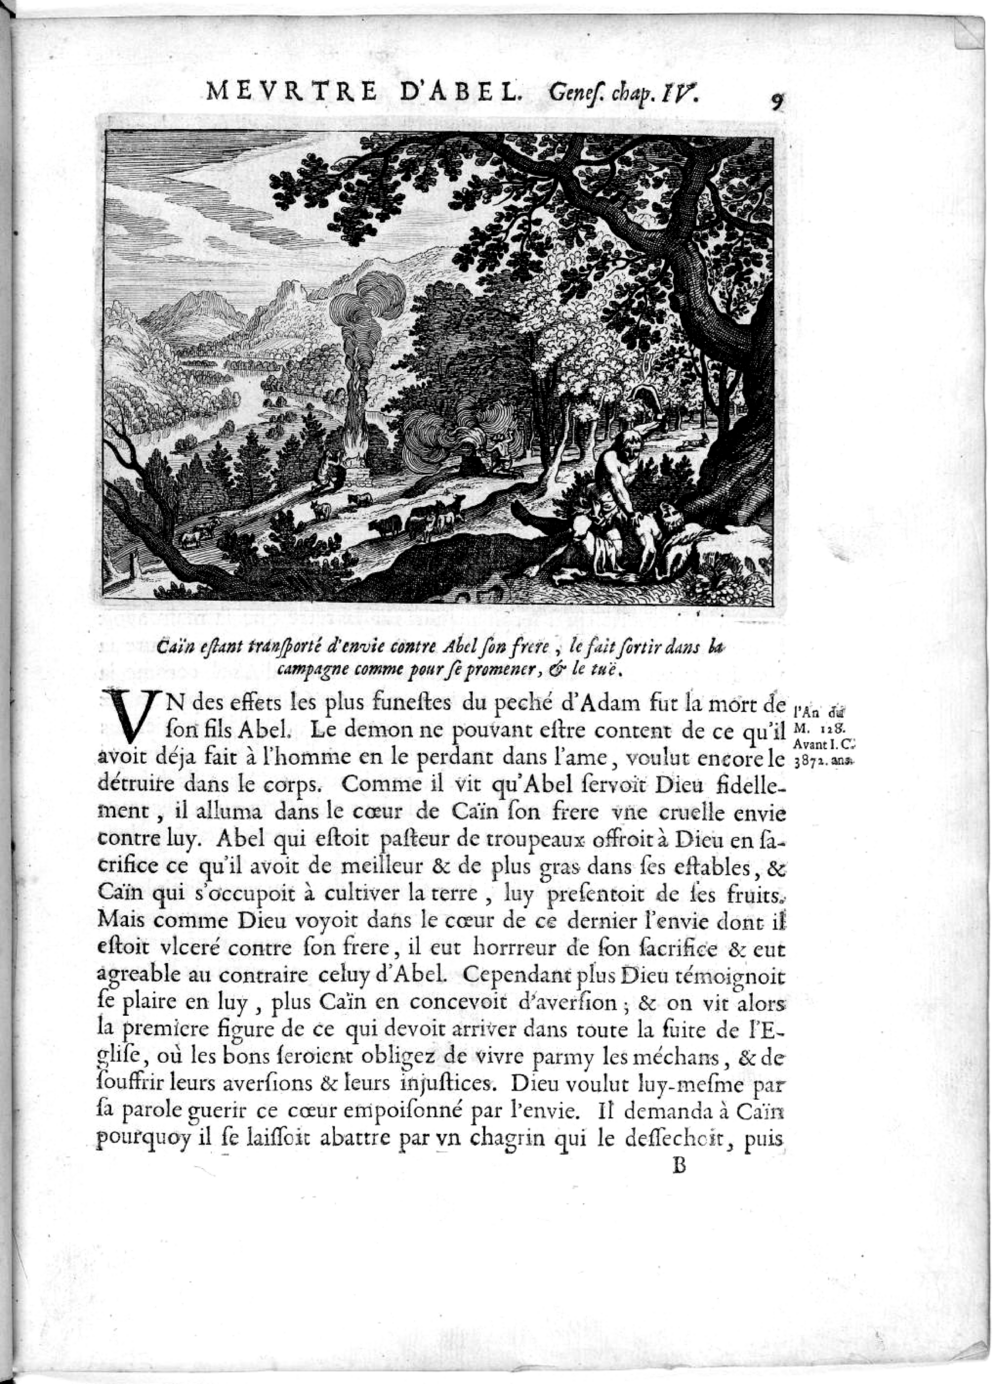 MEVRTRE D'ABEL. Geneſ. chap. IV. 9
Caïn eſtant tranſporté d'envie contre Abel ſon frere, le fait ſortir dans la
campagne comme pour ſe promener, & le tuë.
VN des effets les plus funeſtes du peché d'Adam fut la mort de
ſon fils Abel. Le demon ne pouvant eſtre content de ce qu'il
avoit déja fait à l'homme en le perdant dans l'ame, voulut encore le
détruire dans le corps. Comme il vit qu'Abel ſervoit Dieu fidelle-
ment, il alluma dans le cœur de Caïn ſon frere vne cruelle envie
contre luy. Abel qui eſtoit paſteur de troupeaux offroit à Dieu en ſa-
crifice ce qu'il avoit de meilleur & de plus gras dans ſes eſtables, &
Caïn qui s'occupoit à cultiver la terre, luy preſentoit de ſes fruits.
Mais comme Dieu voyoit dans le cœur de ce dernier l'envie dont il
eſtoit vlceré contre ſon frere, il eut horrreur de ſon ſacrifice & eut
agreable au contraire celuy d'Abel. Cependant plus Dieu témoignoit
ſe plaire en luy, plus Caïn en concevoit d'averſion; & on vit alors
la premiere figure de ce qui devoit arriver dans toute la ſuite de l'E-
gliſe, où les bons ſeroient obligez de vivre parmy les méchans, & de
ſouffrir leurs averſions & leurs injuſtices. Dieu voulut luy-meſme par
ſa parole guerir ce cœur empoiſonné par l'envie. Il demanda à Caïn
pourquoy il ſe laiſſoit abattre par vn chagrin qui le deſſechoit, puis
B
l'An du
M. 128.
Avant I. C.
3872. ans.